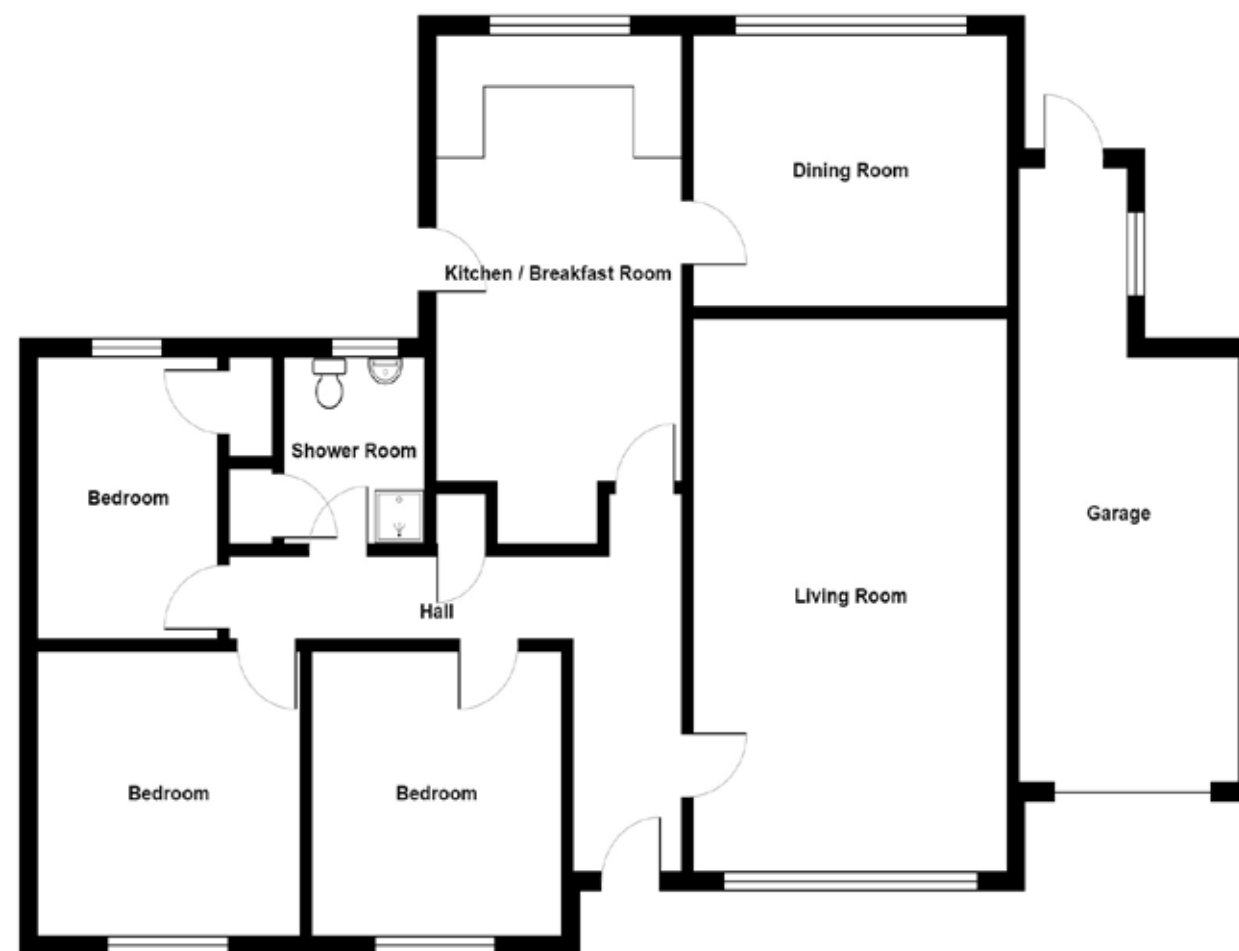 Dining Room
Kitchen / Breakfast Room
Shower Room
Bedroom
Garage
Living Room
Hall
Bedroom
Bedroom